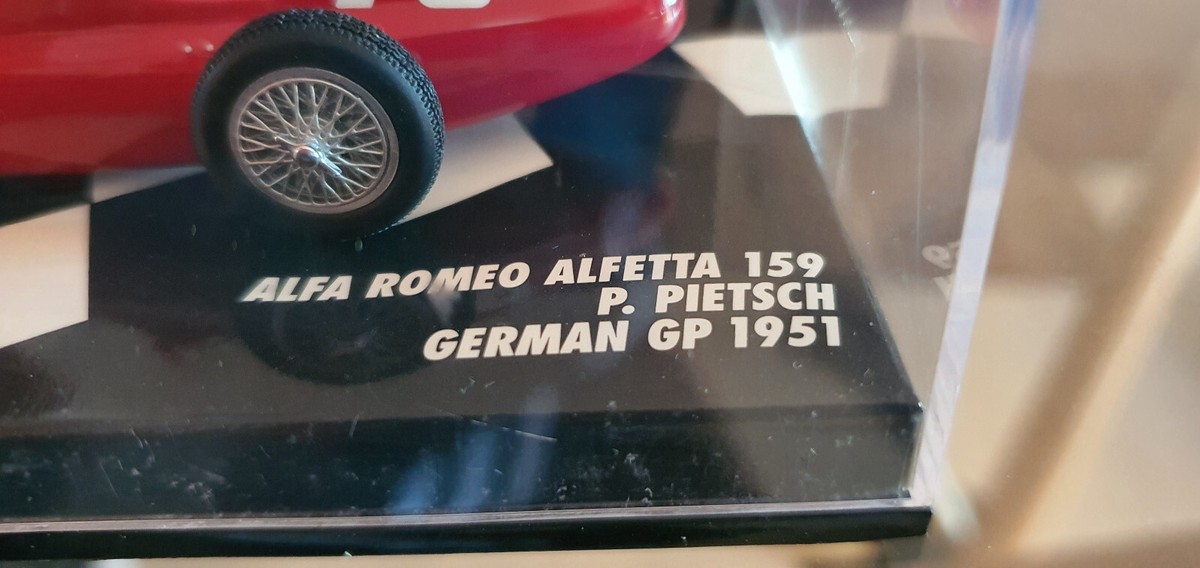 ALFA ROMEO ALFETTA 159
P. PIETSCH
GERMAN GP 1951